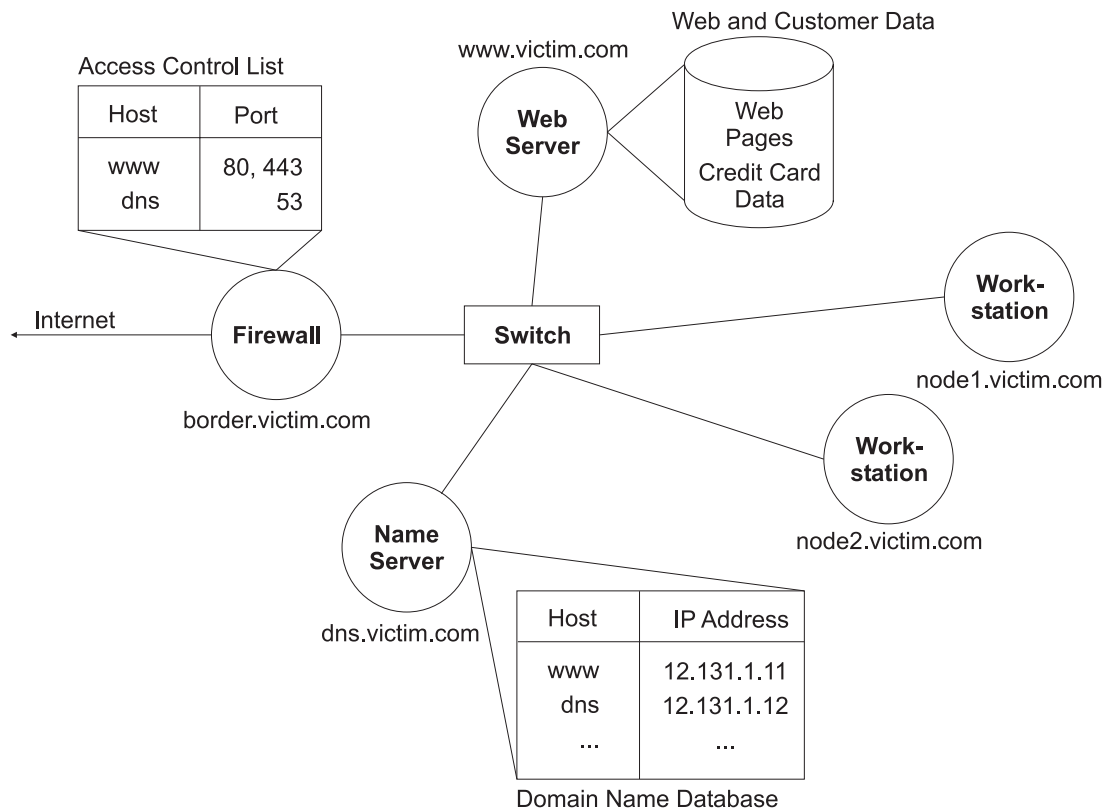 Web and Customer Data
www.victim.com
Access Control List
Host Port
www 80, 443
dns 53
Web
Server
Web
Pages
Credit Card
Data
Internet
Firewall
border.victim.com
Switch
Work-
station
node1.victim.com
Work-
station
node2.victim.com
Name
Server
dns.victim.com
Host IP Address
www 12.131.1.11
dns 12.131.1.12
... ...
Domain Name Database